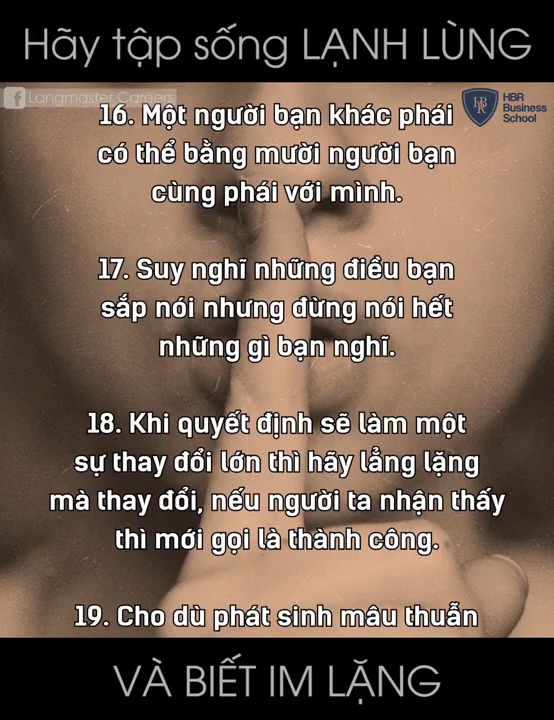 Hãy tập sống LẠNH LÙNG
Langmaster Careers
HBR
Business
School
16. Một người bạn khác phái
có thể bằng mười người bạn
cùng phái với mình.
17. Suy nghĩ những điều bạn
sắp nói nhưng đừng nói hết
những gì bạn nghĩ.
18. Khi quyết định sẽ làm một
sự thay đổi lớn thì hãy lẳng lặng
mà thay đổi, nếu người ta nhận thấy
thì mới gọi là thành công.
19. Cho dù phát sinh mâu thuẫn
VÀ BIẾT IM LẶNG